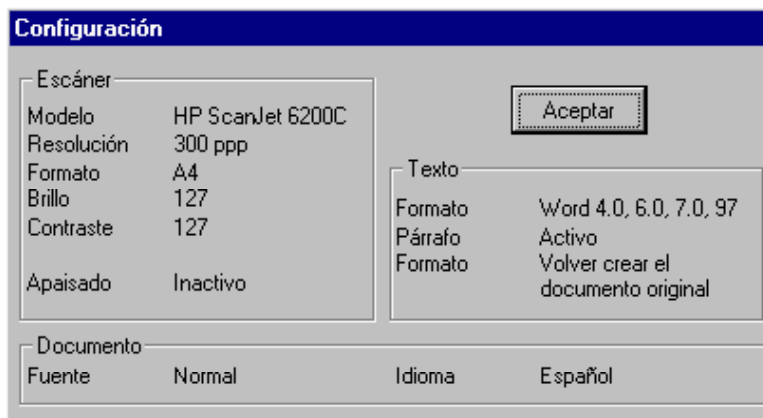 Configuración
Escáner
Modelo HP ScanJet 6200C
Resolución 300 ppp
Formato A4
Brillo 127
Contraste 127
Apaisado Inactivo
Aceptar
Texto
Formato Word 4.0, 6.0, 7.0, 97
Párrafo Activo
Formato Volver crear el
documento original
Documento
Fuente Normal Idioma Español